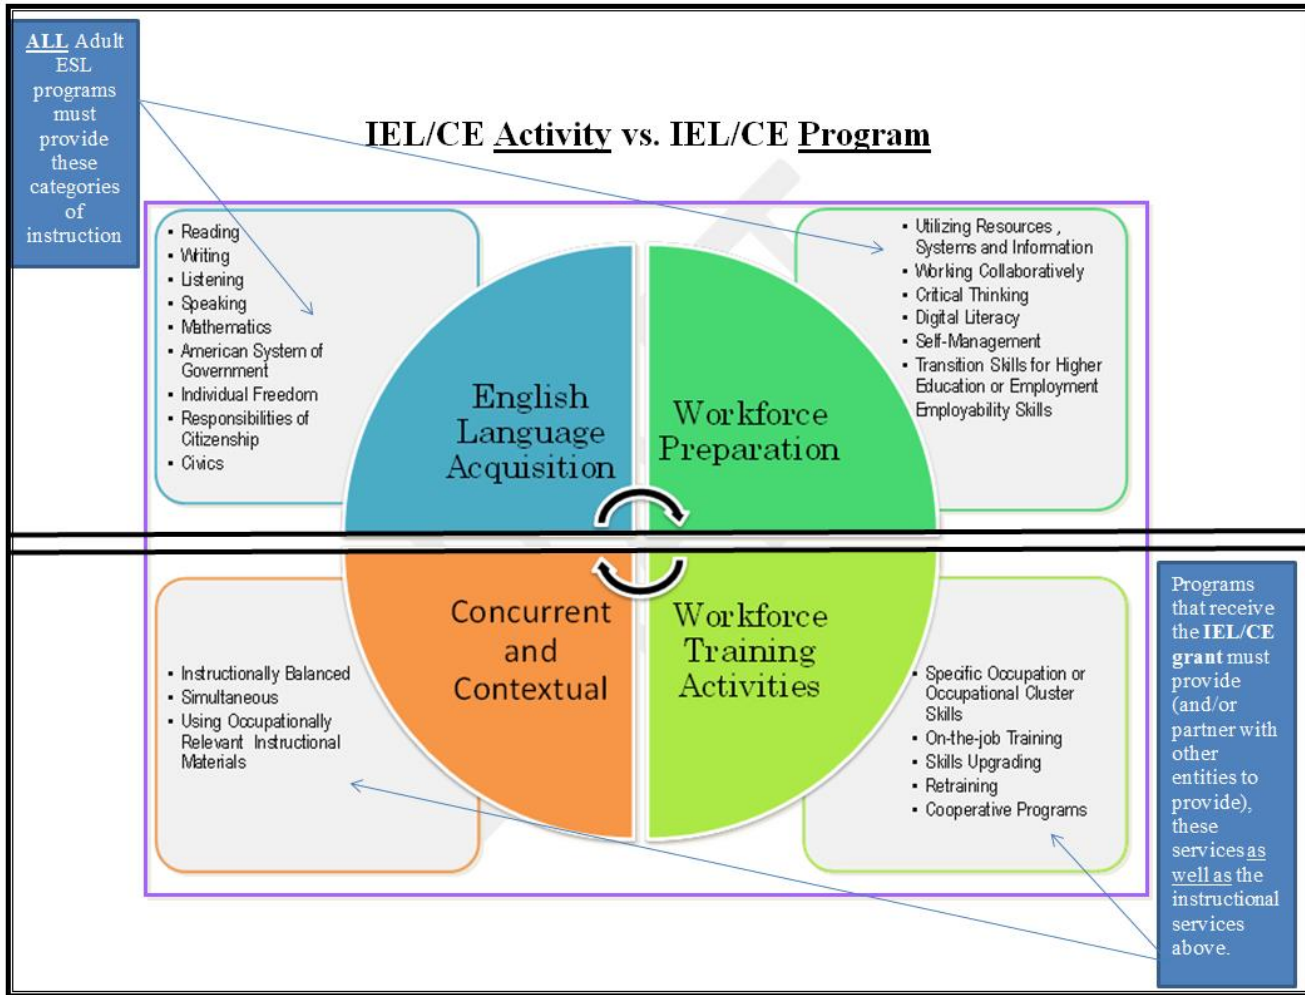 ALL Adult
ESL
programs
must
provide
these
categories
of
instruction
IEL/CE Activity vs. IEL/CE Program
▪ Reading
▪ Writing
▪ Listening
▪ Speaking
▪ Mathematics
▪ American System of
Government
▪ Individual Freedom
▪ Responsibilities of
Citizenship
▪ Civics
English
Language
Acquisition
Workforce
Preparation
▪ Utilizing Resources ,
Systems and Information
▪ Working Collaboratively
▪ Critical Thinking
▪ Digital Literacy
▪ Self-Management
▪ Transition Skills for Higher
Education or Employment
Employability Skills
▪ Instructionally Balanced
▪ Simultaneous
▪ Using Occupationally
Relevant Instructional
Materials
Concurrent
and
Contextual
Workforce
Training
Activities
▪ Specific Occupation or
Occupational Cluster
Skills
▪ On-the-job Training
▪ Skills Upgrading
▪ Retraining
▪ Cooperative Programs
Programs
that receive
the IEL/CE
grant must
provide
(and/or
partner with
other
entities to
provide),
these
services as
well as the
instructional
services
above.